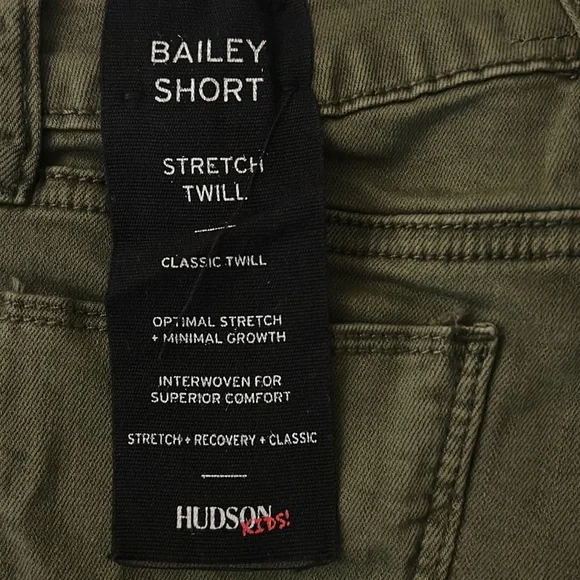 BAILEY
SHORT
STRETCH
TWILL.
CLASSIC TWILL
OPTIMAL STRETCH
+ MINIMAL GROWTH
INTERWOVEN FOR
SUPERIOR COMFORT
STRETCH + RECOVERY + CLASSIC
HUDSON
KIDS!